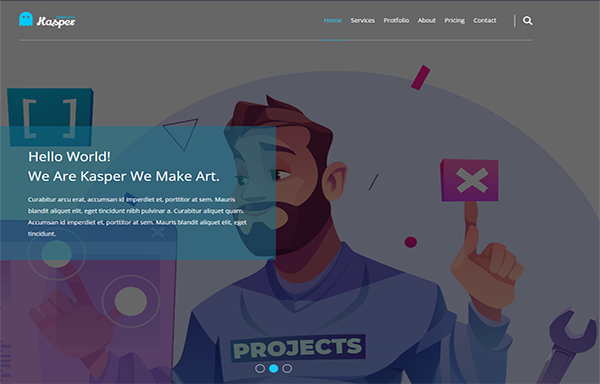 Kasper
Home Services Protfolio About Pricing Contact
Hello World!
We Are Kasper We Make Art.
Curabitur arcu erat, accumsan id imperdiet et, porttitor at sem. Mauris
blandit aliquet elit, eget tincidunt nibh pulvinar a. Curabitur aliquet quam.
Accumsan id imperdiet et, porttitor at sem. Mauris blandit aliquet elit, eget
tincidunt.
PROJECTS